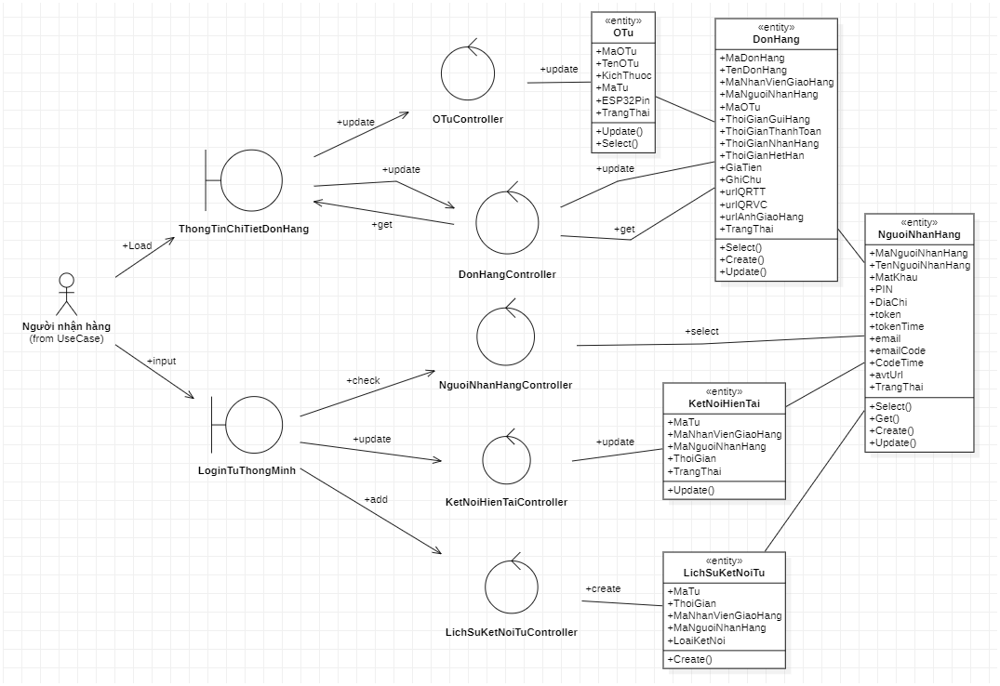 «entity»
OTu
+MaOTu
+TenOTu
+KichThuoc
+MaTu
+ESP32Pin
+TrangThai
+Update()
+Select()
«entity»
DonHang
+MaDonHang
+TenDonHang
+MaNhanVienGiaoHang
+MaNguoiNhanHang
+MaOTu
+ThoiGianGuiHang
+ThoiGianThanhToan
+ThoiGianNhanHang
+ThoiGianHetHan
+GiaTien
+GhiChu
+urlQRTT
+urlQRVC
+urlAnhGiaoHang
+TrangThai
+Select()
+Create()
+Update()
+update
OTuController
+update
+update
+update
ThongTinChiTietDonHang
+get
+get
DonHangController
+Load
Người nhận hàng
(from UseCase)
«entity»
NguoiNhanHang
+MaNguoiNhanHang
+TenNguoiNhanHang
+MatKhau
+PIN
+DiaChi
+token
+tokenTime
+email
+emailCode
+CodeTime
+avtUrl
+TrangThai
+Select()
+Get()
+Create()
+Update()
+select
+input
+check
NguoiNhanHangController
LoginTuThongMinh
+update
+update
KetNoiHienTaiController
«entity»
KetNoiHienTai
+MaTu
+MaNhanVienGiaoHang
+MaNguoiNhanHang
+ThoiGian
+TrangThai
+Update()
+add
+create
LichSuKetNoiTuController
«entity»
LichSuKetNoiTu
+MaTu
+ThoiGian
+MaNhanVienGiaoHang
+MaNguoiNhanHang
+LoaiKetNoi
+Create()